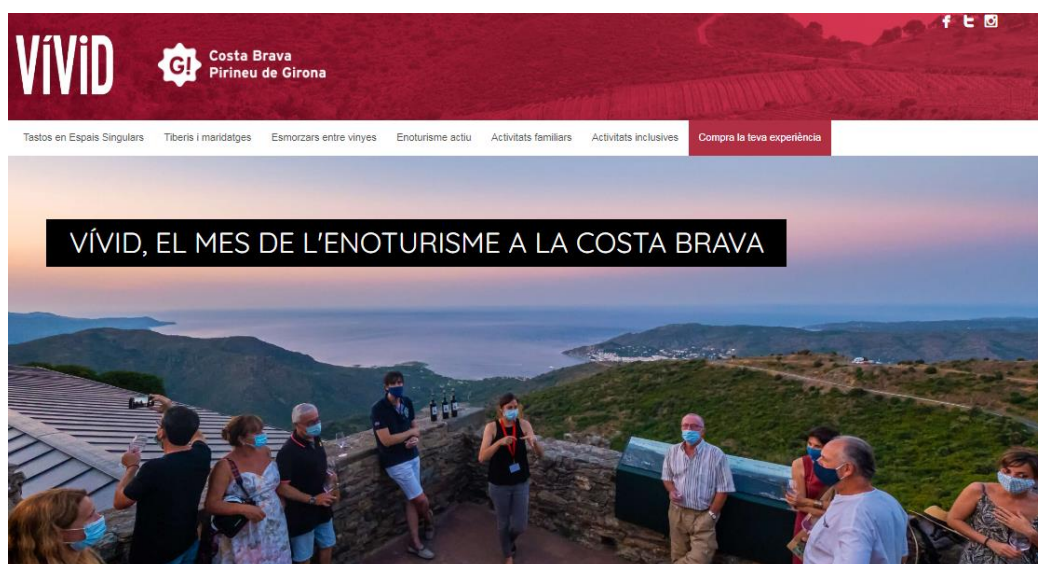 VíViD
G!
Costa Brava
Pirineu de Girona
Tastos en Espais Singulars
Tiberis i maridatges
Esmorzars entre vinyes
Enoturisme actiu
Activitats familiars
Activitats inclusives
Compra la teva experiència
VÍVID, EL MES DE L'ENOTURISME A LA COSTA BRAVA